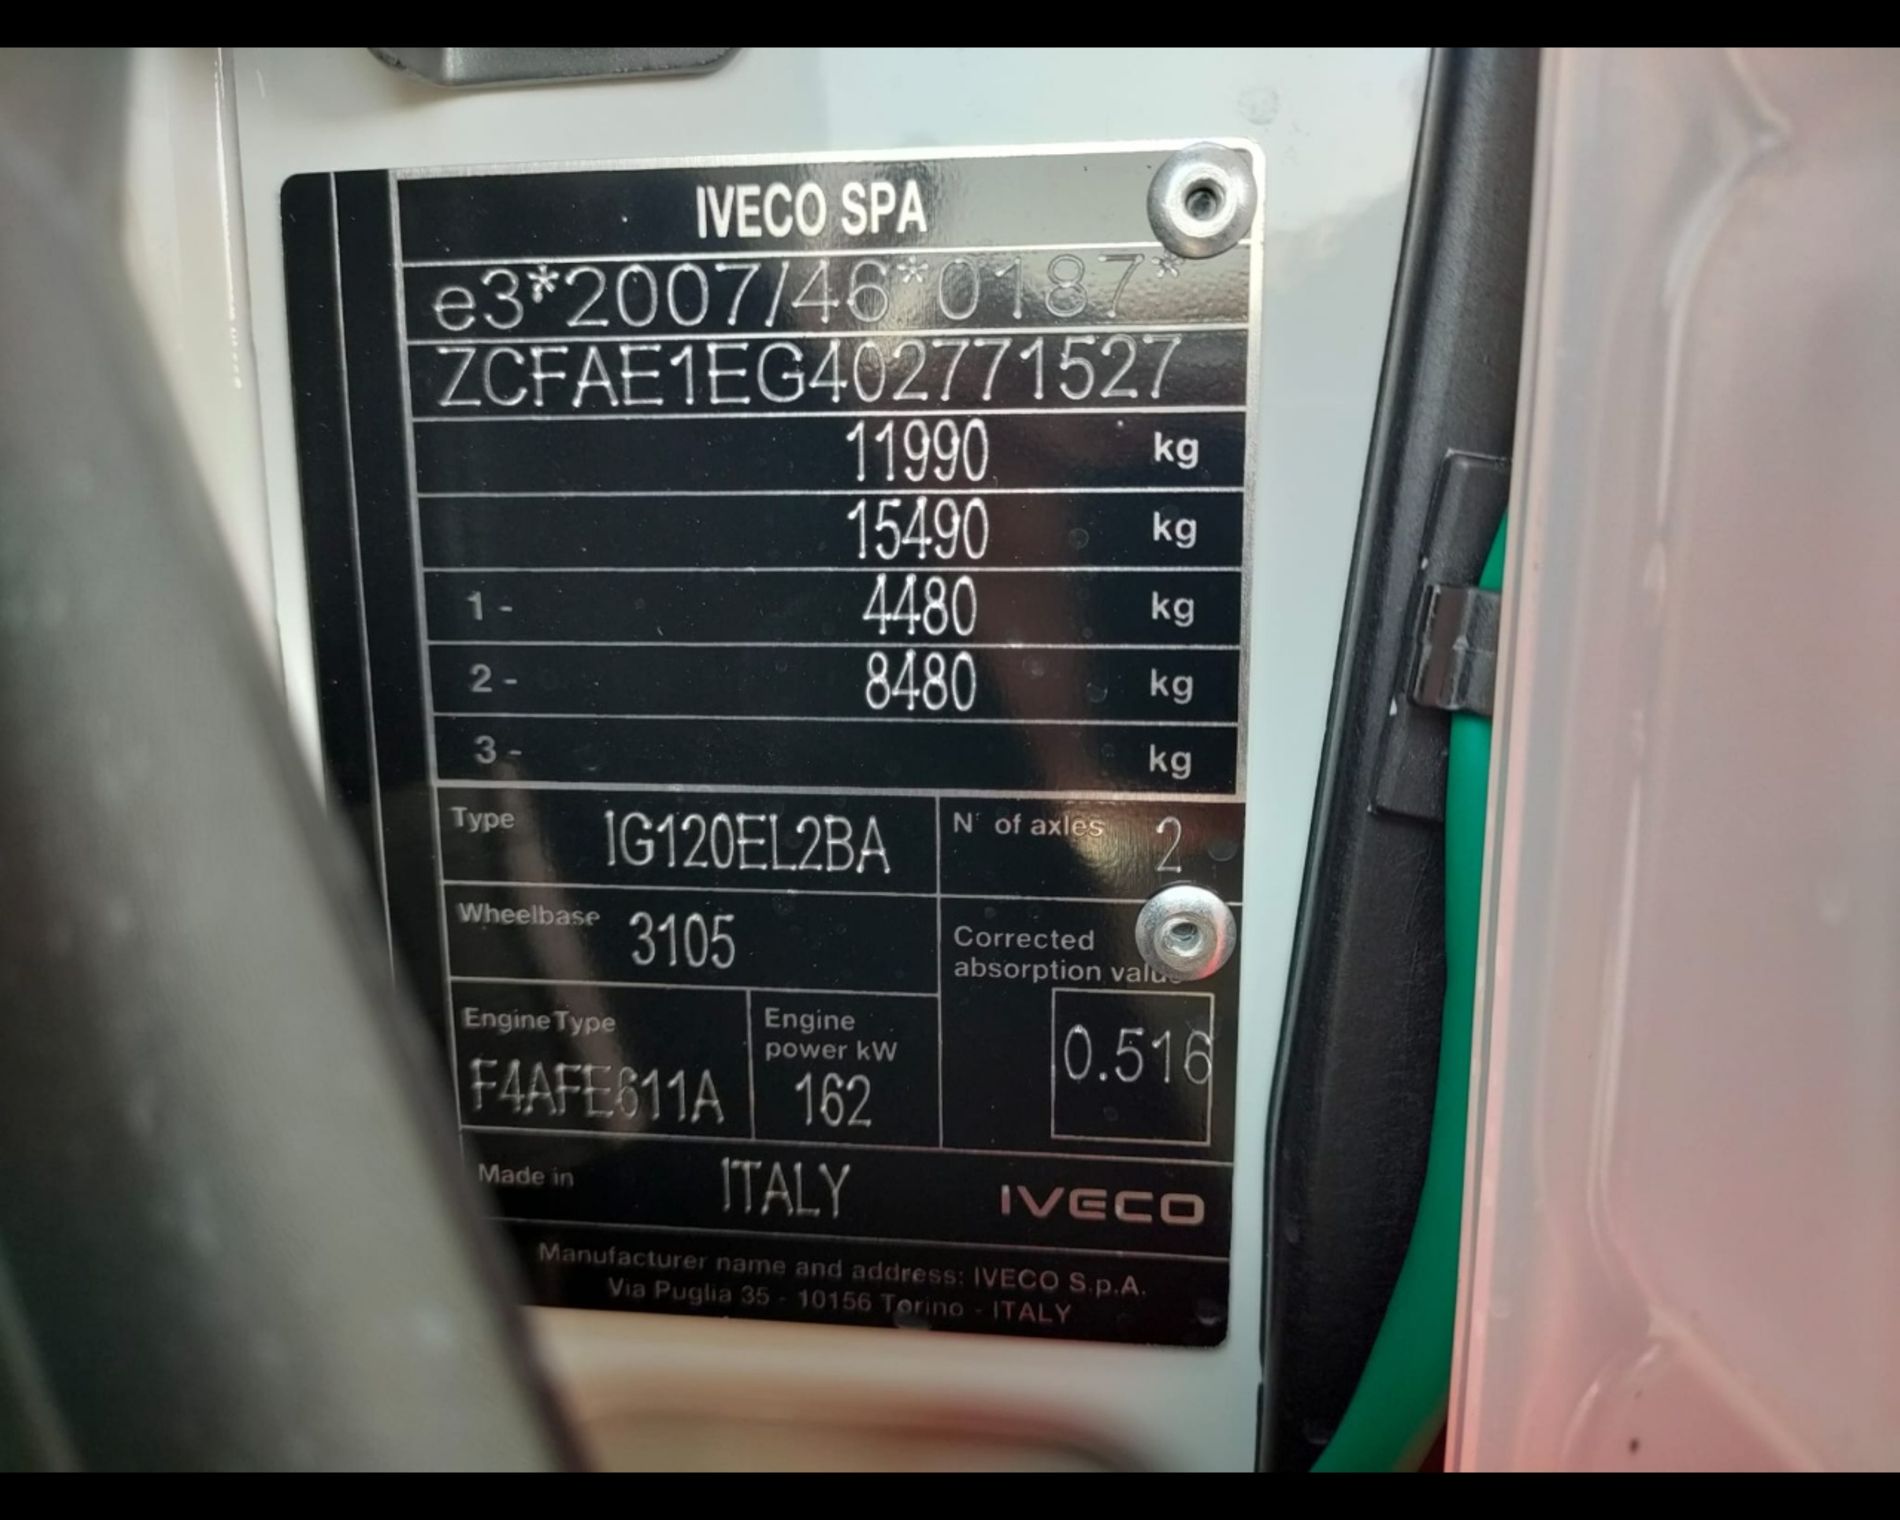 IVECO SPA
e3*2007/46*0187*
ZCFAE1EG402771527
11990 kg
15490 kg
1 - 4480 kg
2 - 8480 kg
3 - kg
Type IG120EL2BA
N° of axles 2
Wheelbase 3105
Corrected
absorption value
0.516
Engine Type
F4AFE611A
Engine
power kW
162
Made in ITALY
IVECO
Manufacturer name and address: IVECO S.p.A.
Via Puglia 35 - 10156 Torino - ITALY